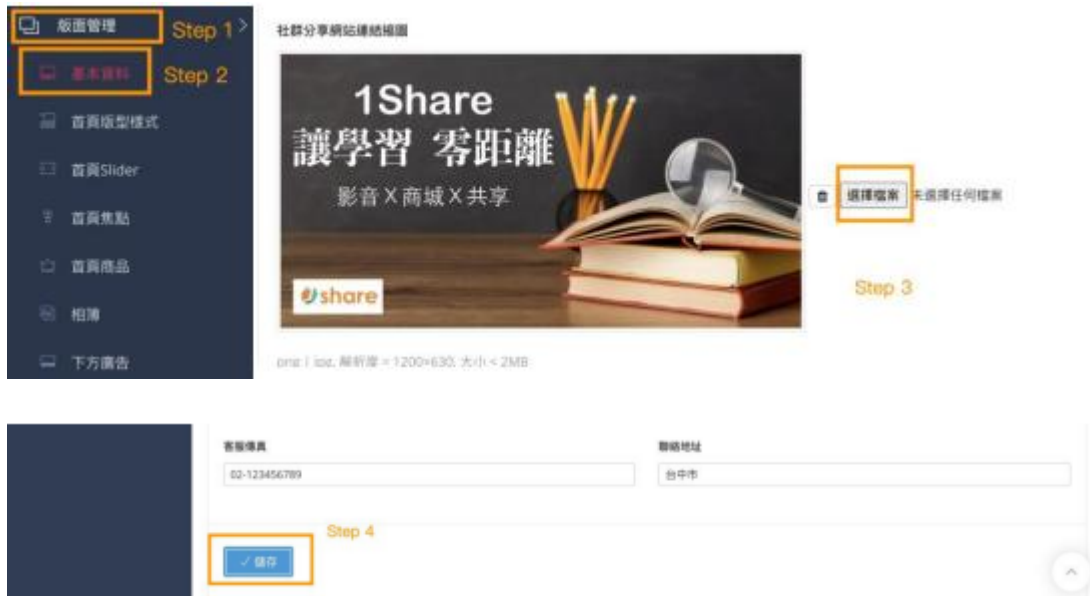 版面管理
Step 1
基本資料
Step 2
首頁版型樣式
首頁Slider
首頁焦點
首頁商品
相簿
下方廣告
社群分享網站連結縮圖
1Share
讓學習 零距離
影音X商城X共享
share
選擇檔案 未選擇任何檔案
Step 3
png | jpg, 解析度 = 1200×630, 大小 < 2MB
客服傳真
02-123456789
聯絡地址
台中市
Step 4
✓ 儲存